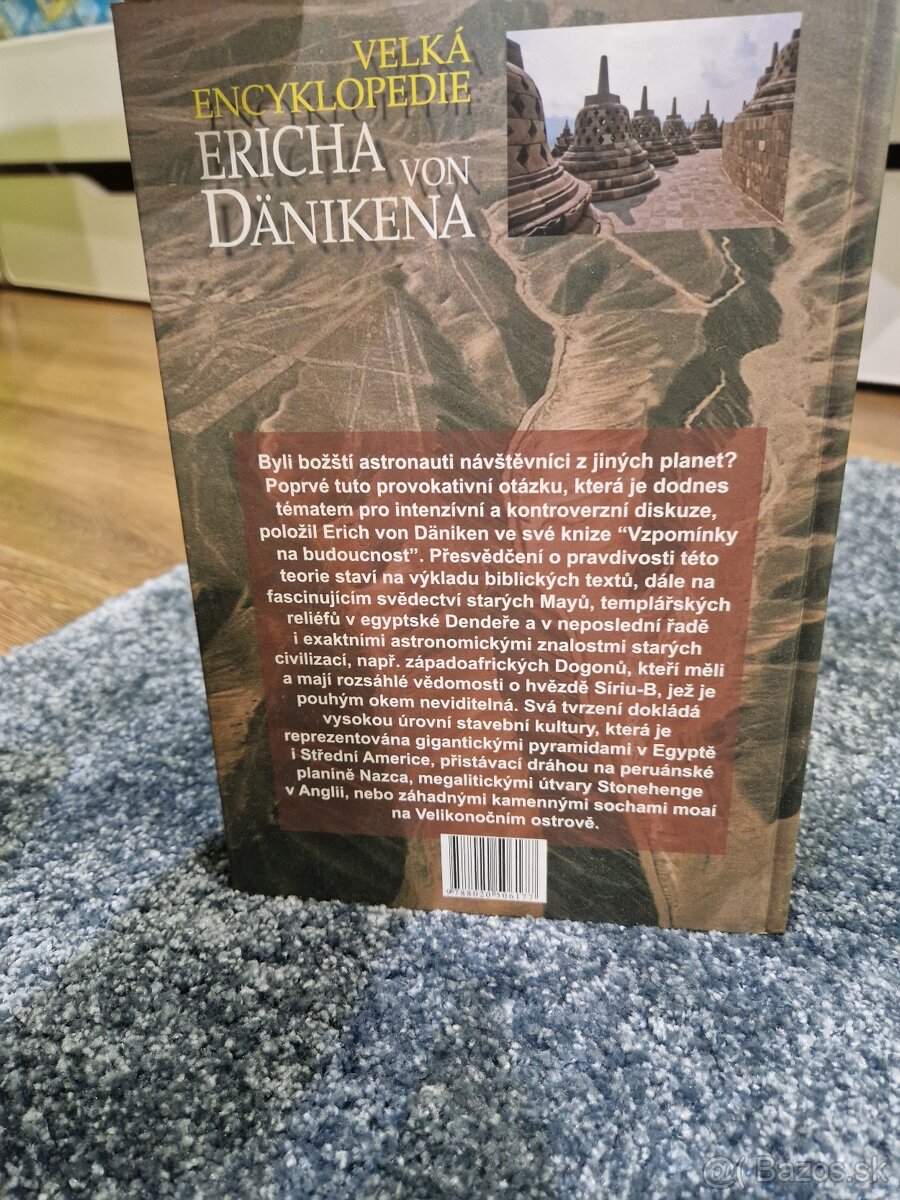 VELKÁ
ENCYKLOPEDIE
ERICHA VON
DÄNIKENA
Byli božští astronauti návštěvníci z jiných planet?
Poprvé tuto provokativní otázku, která je dodnes
tématem pro intenzívní a kontroverzní diskuze,
položil Erich von Däniken ve své knize “Vzpomínky
na budoucnost”. Přesvědčení o pravdivosti této
teorie staví na výkladu biblických textů, dále na
fascinujícím svědectví starých Mayů, templářských
reliéfů v egyptské Dendeře a v neposlední řadě
i exaktními astronomickými znalostmi starých
civilizací, např. západoafrických Dogonů, kteří měli
a mají rozsáhlé vědomosti o hvězdě Síriu-B, jež je
pouhým okem neviditelná. Svá tvrzení dokládá
vysokou úrovní stavební kultury, která je
reprezentována gigantickými pyramidami v Egyptě
i Střední Americe, přistávací dráhou na peruánské
planině Nazca, megalitickými útvary Stonehenge
v Anglii, nebo záhadnými kamennými sochami moaí
na Velikonočním ostrově.
9 788020 306177
@ Bazos.sk